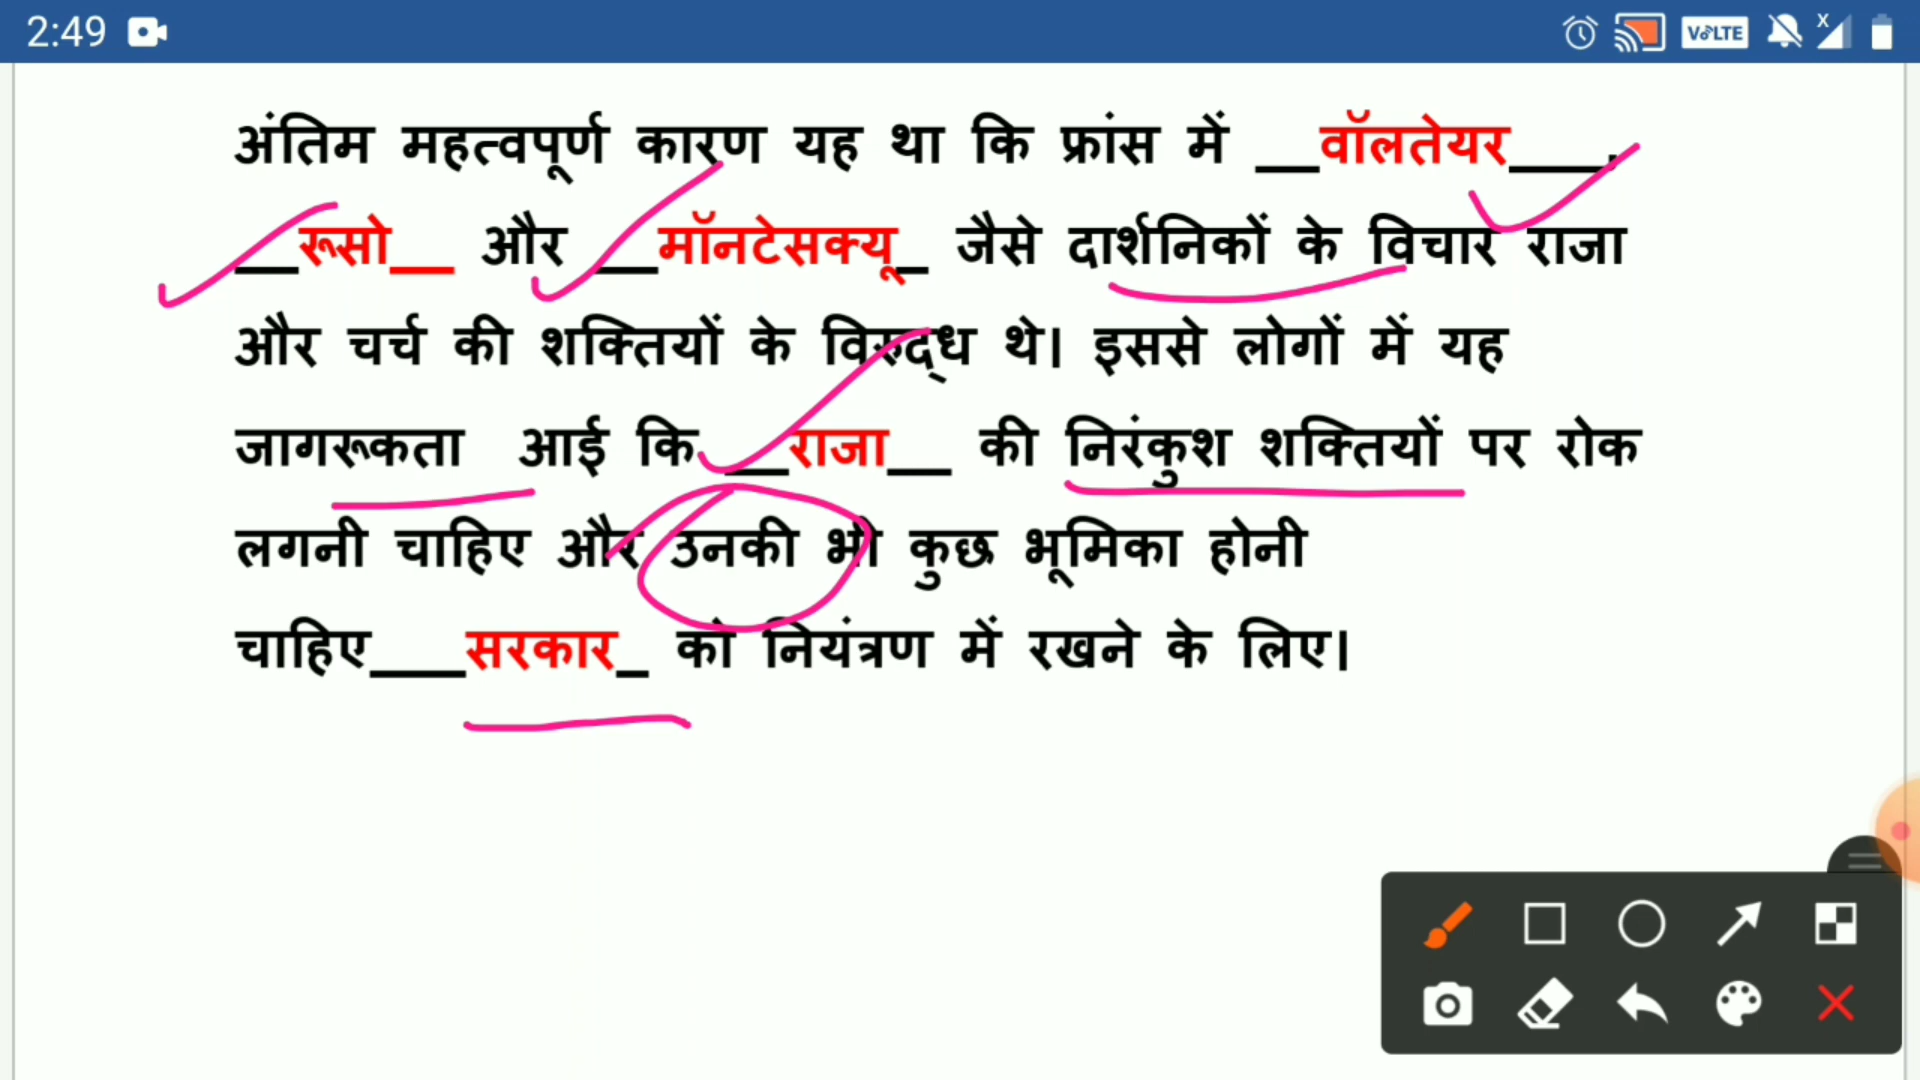 2:49 VoLTE x
अंतिम महत्वपूर्ण कारण यह था कि फ्रांस में __वॉलतेयर___,
__रूसो__ और __मॉनटेसक्यू_ जैसे दार्शनिकों के विचार राजा
और चर्च की शक्तियों के विरुद्ध थे। इससे लोगों में यह
जागरूकता आई कि __राजा__ की निरंकुश शक्तियों पर रोक
लगनी चाहिए और उनकी भी कुछ भूमिका होनी
चाहिए___सरकार_ को नियंत्रण में रखने के लिए।